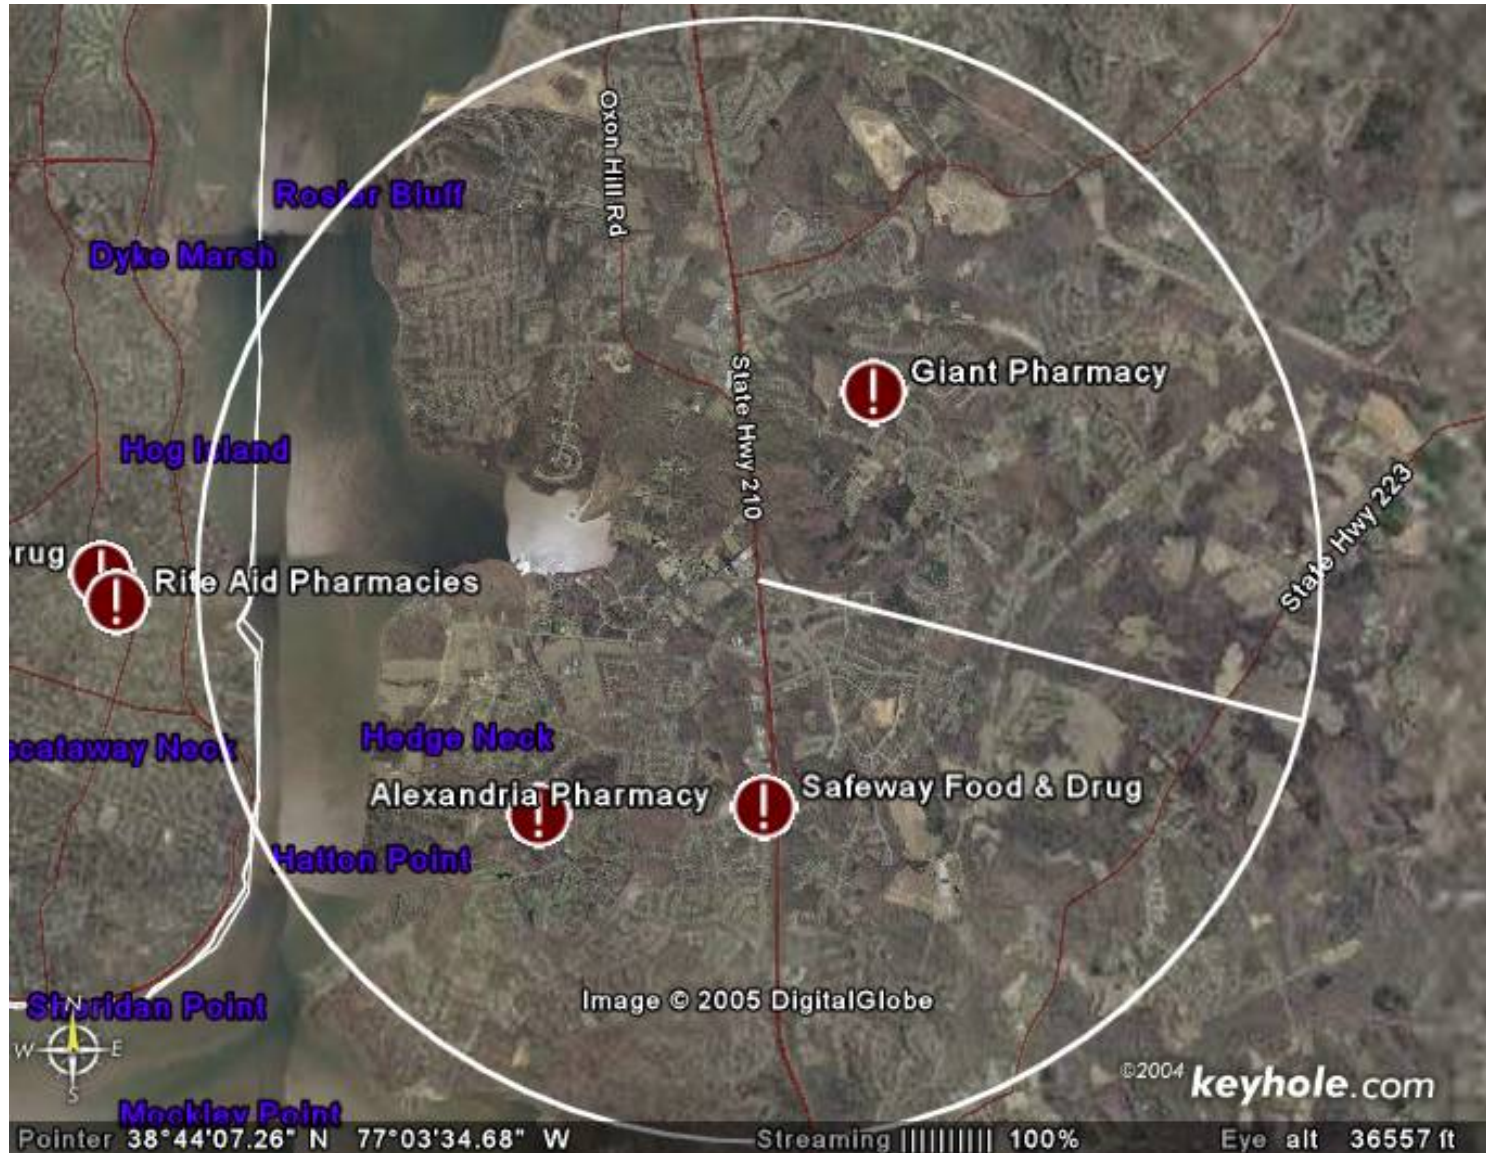 Oxon Hill Rd
Rosier Bluff
Dyke Marsh
State Hwy 210
Giant Pharmacy
Hog Island
State Hwy 223
rug
Rite Aid Pharmacies
scataway Neck
Hedge Neck
Alexandria Pharmacy
Safeway Food & Drug
Hatton Point
Image © 2005 DigitalGlobe
Sheridan Point
N
W E
S
©2004 keyhole.com
Mockley Point
Pointer 38°44'07.26" N 77°03'34.68" W Streaming |||||||||| 100% Eye alt 36557 ft